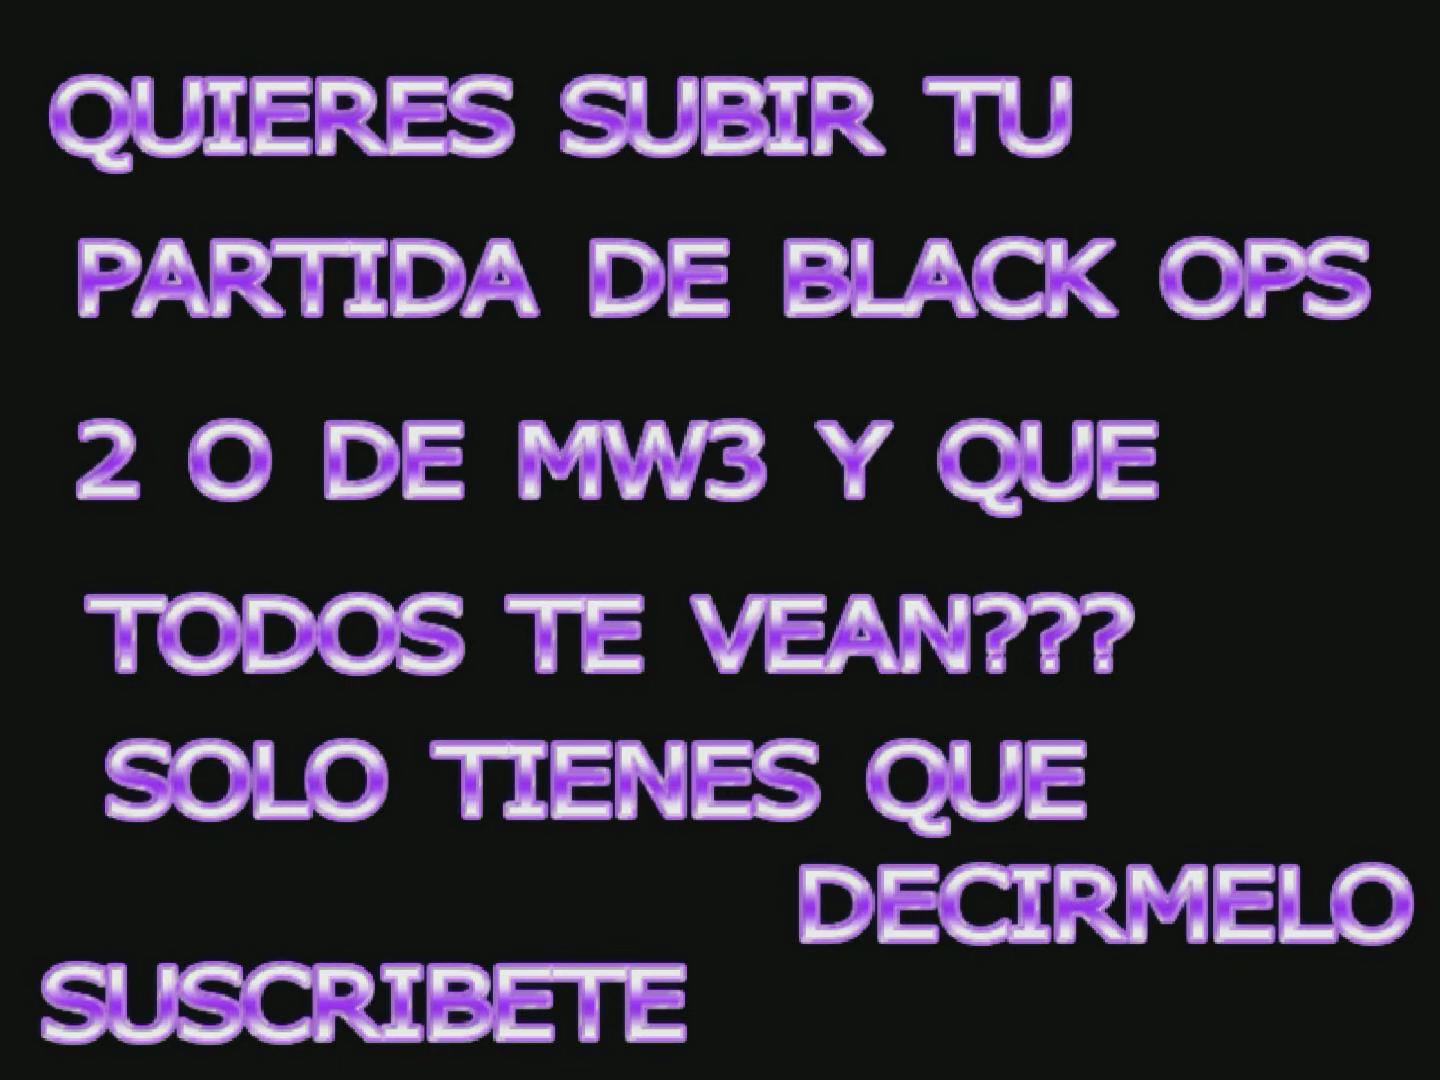 QUIERES SUBIR TU
PARTIDA DE BLACK OPS
2 O DE MW3 Y QUE
TODOS TE VEAN???
SOLO TIENES QUE
DECIRMELO
SUSCRIBETE